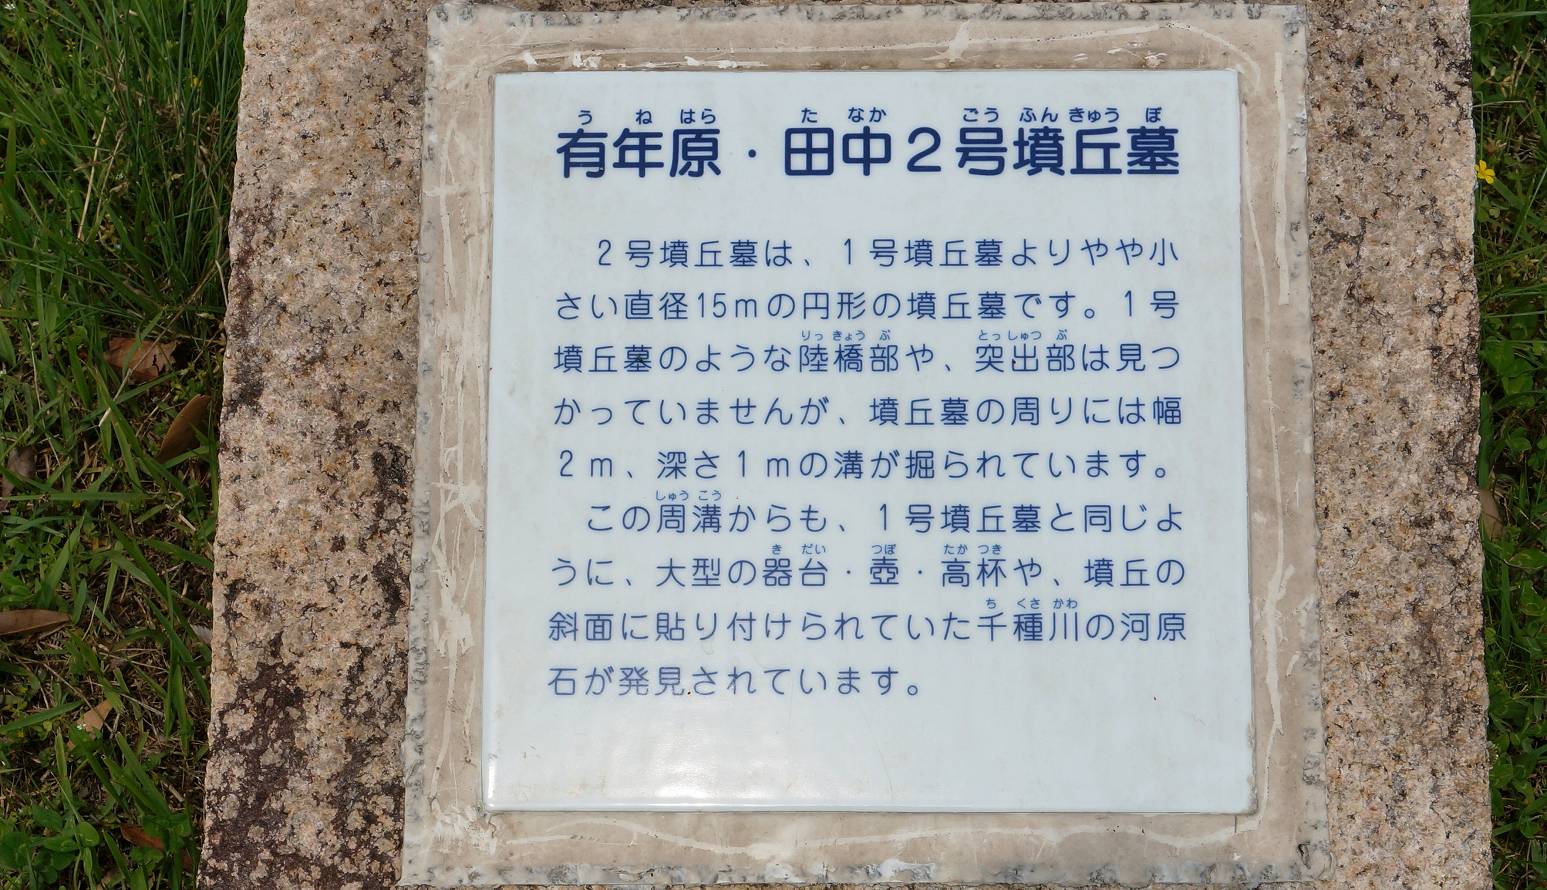 う ね はら た なか ごう ふん きゅう ぼ
有年原・田中２号墳丘墓
２号墳丘墓は、１号墳丘墓よりやや小
さい直径15ｍの円形の墳丘墓です。１号
りっ きょう ぶ とっ しゅつ ぶ
墳丘墓のような陸橋部や、突出部は見つ
かっていませんが、墳丘墓の周りには幅
２ｍ、深さ１ｍの溝が掘られています。
しゅう こう
この周溝からも、１号墳丘墓と同じよ
き だい つぼ たか つき
うに、大型の器台・壺・高杯や、墳丘の
ち くさ かわ
斜面に貼り付けられていた千種川の河原
石が発見されています。